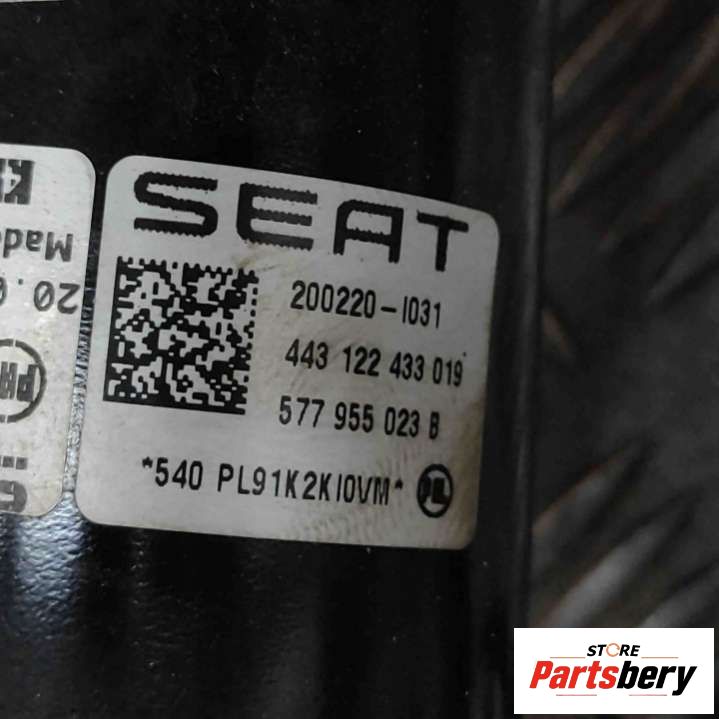 SEAT
200220-I031
443 122 433 019
577 955 023 B
*540 PL91K2KI0VM*
Made
20.0
STORE
Partsbery